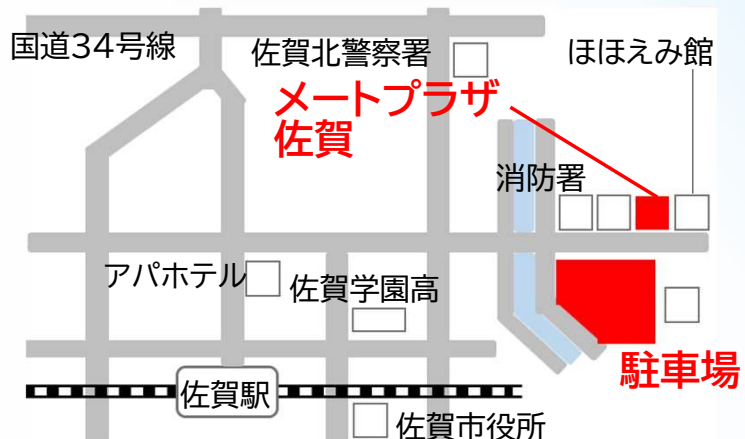 国道34号線
佐賀北警察署
ほほえみ館
メートプラザ
佐賀
消防署
アパホテル
佐賀学園高
駐車場
佐賀駅
佐賀市役所